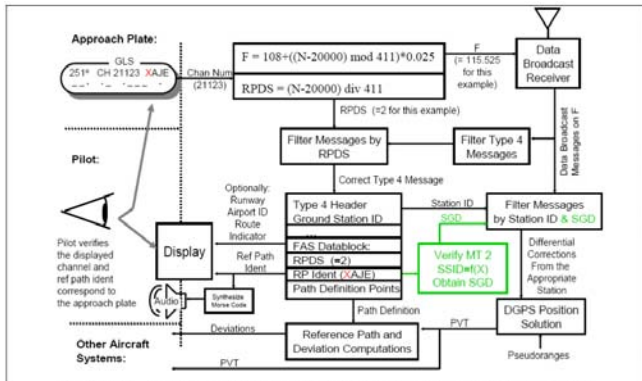 Approach Plate:
GLS
251° CH 21123 XAJE
Chan Num
(21123)
F = 108+((N-20000) mod 411)*0.025
RPDS = (N-20000) div 411
F
(= 115.525
for this
example)
Data
Broadcast
Receiver
RPDS (=2 for this example)
Filter Messages by
RPDS
Filter Type 4
Messages
Data Broadcast
Messages on F
Correct Type 4 Message
Pilot:
Pilot verifies
the displayed
channel and
ref path ident
correspond to
the approach plate
Optionally:
Runway
Airport ID
Route
Indicator
Display
Ref Path
Ident
Audio
Synthesize
Morse Code
Type 4 Header
Ground Station ID
...
FAS Datablock:
RPDS (=2)
RP Ident (XAJE)
Path Definition Points
Station ID
SGD
Filter Messages
by Station ID & SGD
Verify MT 2
SSID=f(X)
Obtain SGD
Differential
Corrections
From the
Appropriate
Station
Path Definition
Deviations
Reference Path and
Deviation Computations
PVT
DGPS Position
Solution
Pseudoranges
Other Aircraft
Systems:
PVT